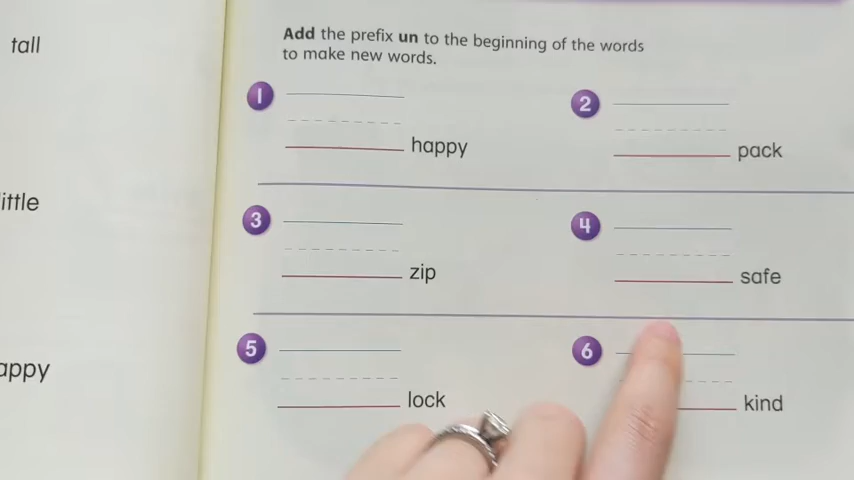 tall
ittle
appy
Add the prefix un to the beginning of the words
to make new words.
1 happy
2 pack
3 zip
4 safe
5 lock
6 kind